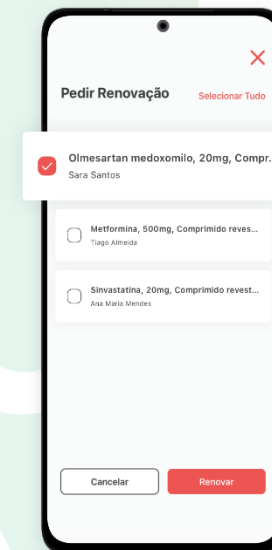 Pedir Renovação
Selecionar Tudo
Olmesartan medoxomilo, 20mg, Compr.
Sara Santos
Metformina, 500mg, Comprimido reves...
Tiago Almeida
Sinvastatina, 20mg, Comprimido revest...
Ana Maria Mendes
Cancelar
Renovar